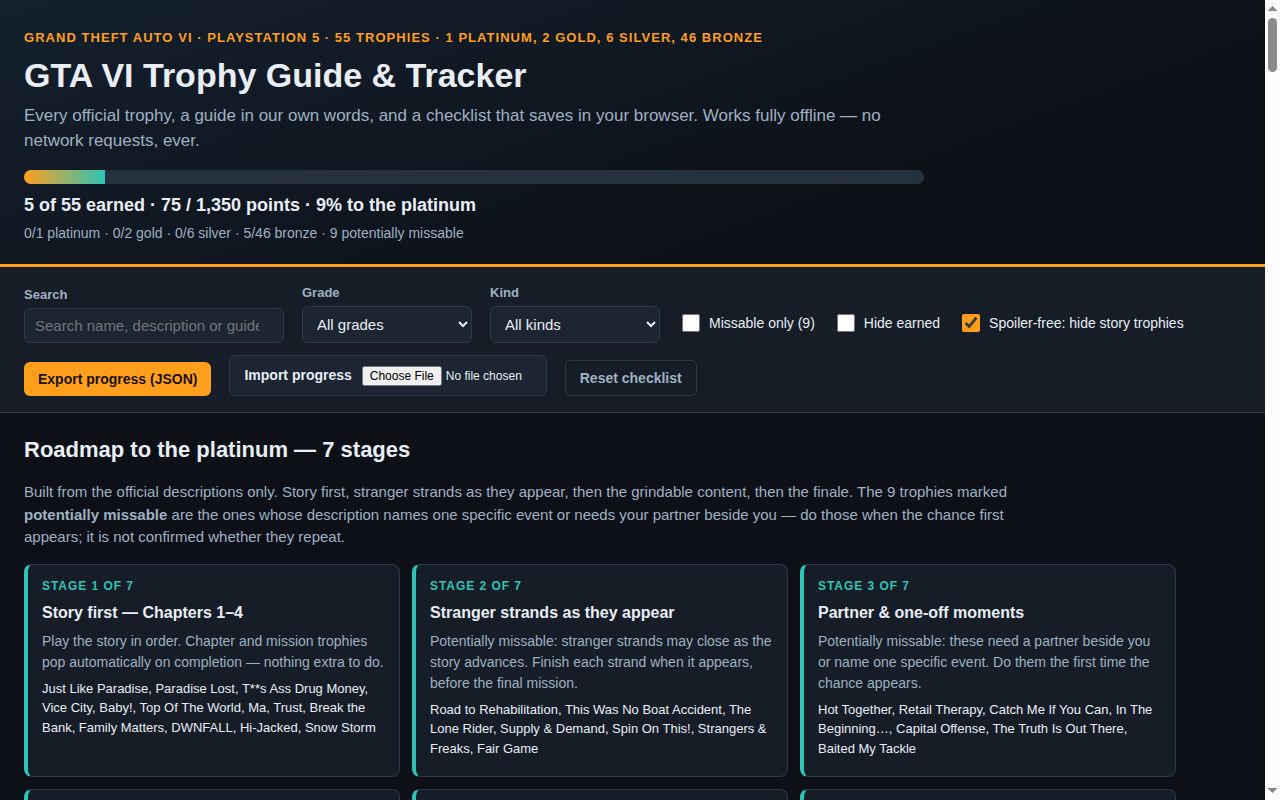 GRAND THEFT AUTO VI · PLAYSTATION 5 · 55 TROPHIES · 1 PLATINUM, 2 GOLD, 6 SILVER, 46 BRONZE
GTA VI Trophy Guide & Tracker
Every official trophy, a guide in our own words, and a checklist that saves in your browser. Works fully offline — no
network requests, ever.
5 of 55 earned · 75 / 1,350 points · 9% to the platinum
0/1 platinum · 0/2 gold · 0/6 silver · 5/46 bronze · 9 potentially missable
Search
Grade
Kind
Search name, description or guide
All grades
All kinds
Missable only (9)
Hide earned
Spoiler-free: hide story trophies
Export progress (JSON)
Import progress
Choose File
No file chosen
Reset checklist
Roadmap to the platinum — 7 stages
Built from the official descriptions only. Story first, stranger strands as they appear, then the grindable content, then the finale. The 9 trophies marked
potentially missable are the ones whose description names one specific event or needs your partner beside you — do those when the chance first
appears; it is not confirmed whether they repeat.
STAGE 1 OF 7
Story first — Chapters 1–4
Play the story in order. Chapter and mission trophies
pop automatically on completion — nothing extra to do.
Just Like Paradise, Paradise Lost, T**s Ass Drug Money,
Vice City, Baby!, Top Of The World, Ma, Trust, Break the
Bank, Family Matters, DWNFALL, Hi-Jacked, Snow Storm
STAGE 2 OF 7
Stranger strands as they appear
Potentially missable: stranger strands may close as the
story advances. Finish each strand when it appears,
before the final mission.
Road to Rehabilitation, This Was No Boat Accident, The
Lone Rider, Supply & Demand, Spin On This!, Strangers &
Freaks, Fair Game
STAGE 3 OF 7
Partner & one-off moments
Potentially missable: these need a partner beside you
or name one specific event. Do them the first time the
chance appears.
Hot Together, Retail Therapy, Catch Me If You Can, In The
Beginning…, Capital Offense, The Truth Is Out There,
Baited My Tackle